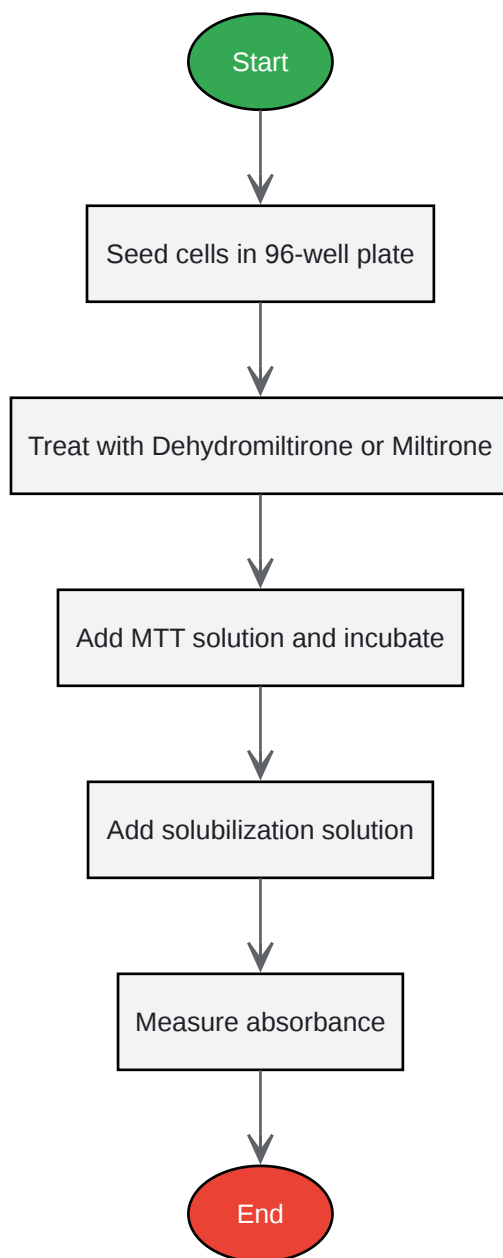 Start
Seed cells in 96-well plate
Treat with Dehydromiltirone or Miltirone
Add MTT solution and incubate
Add solubilization solution
Measure absorbance
End